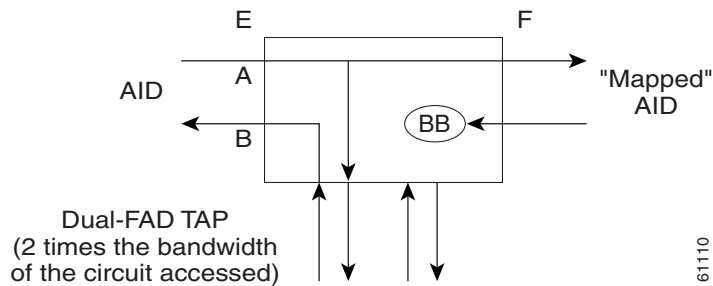 E
F
A
AID
"Mapped"
AID
BB
B
Dual-FAD TAP
(2 times the bandwidth
of the circuit accessed)
61110